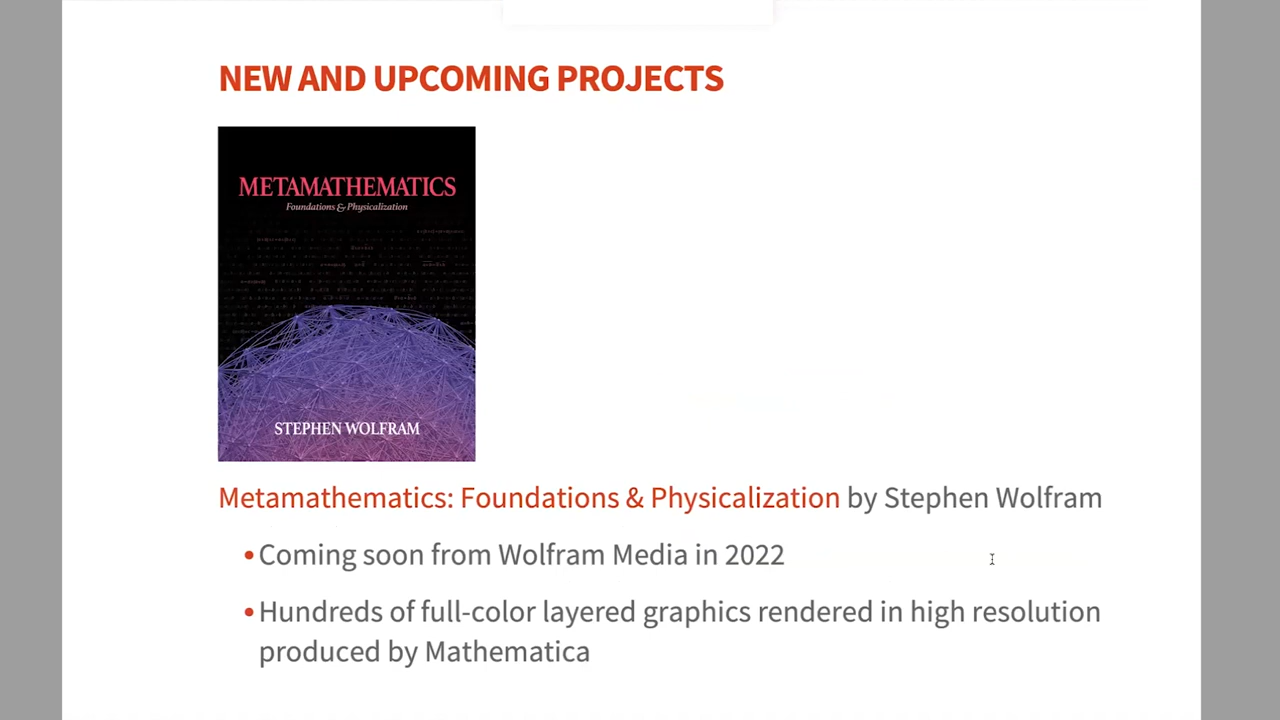 NEW AND UPCOMING PROJECTS
METAMATHEMATICS
Foundations & Physicalization
STEPHEN WOLFRAM
Metamathematics: Foundations & Physicalization by Stephen Wolfram
• Coming soon from Wolfram Media in 2022
• Hundreds of full-color layered graphics rendered in high resolution
produced by Mathematica